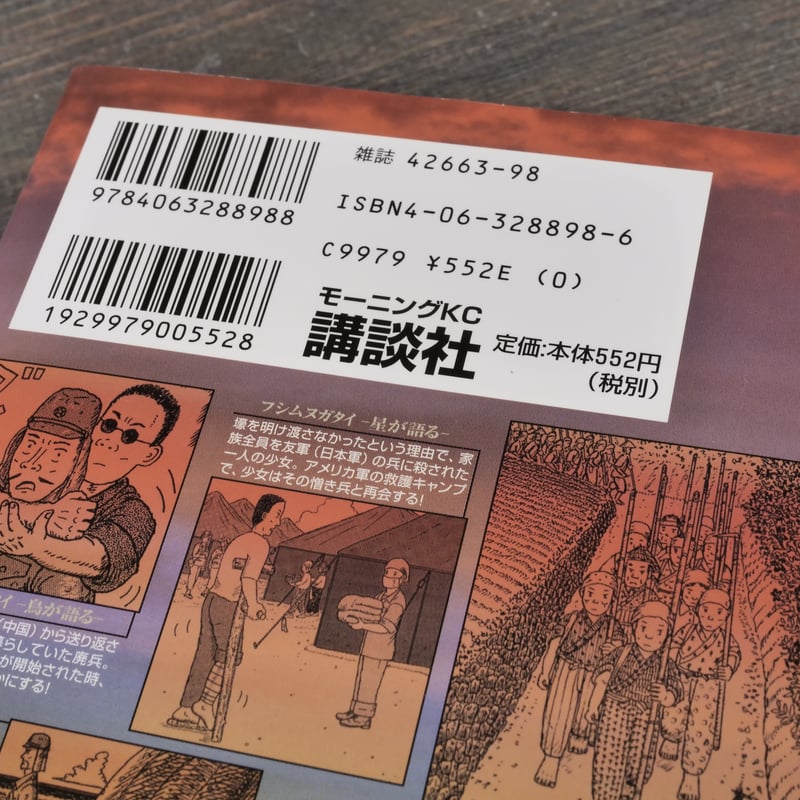 雑誌 42663-98
9784063288988
ISBN4-06-328898-6
C9979 ¥552E (0)
1929979005528
モーニングKC
講談社
定価:本体552円
(税別)
フシムヌガタイ –星が語る–
壕を明け渡さなかったという理由で、家
族全員を友軍(日本軍)の兵に殺された
一人の少女。アメリカ軍の救護キャンプ
で、少女はその憎き兵と再会する!
イ –鳥が語る–
(中国)から送り返さ
らしていた廃兵。
が開始された時、
かにする!